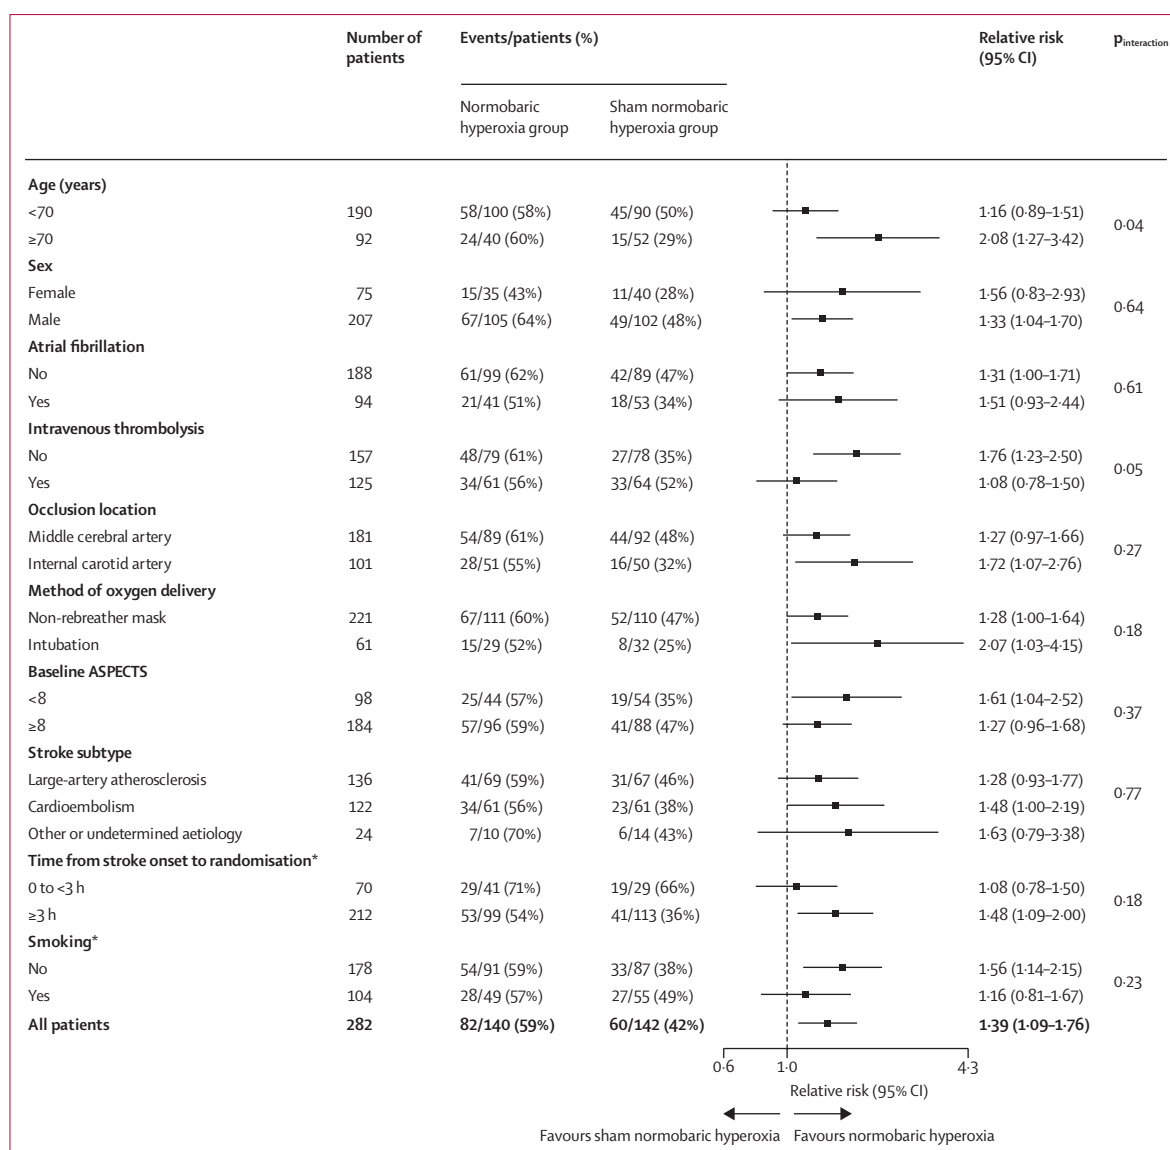 Number of patients Events/patients (%) Relative risk (95% CI) pinteraction
Normobaric hyperoxia group Sham normobaric hyperoxia group
Age (years)
<70 190 58/100 (58%) 45/90 (50%) 1·16 (0·89–1·51) 0·04
≥70 92 24/40 (60%) 15/52 (29%) 2·08 (1·27–3·42)
Sex
Female 75 15/35 (43%) 11/40 (28%) 1·56 (0·83–2·93) 0·64
Male 207 67/105 (64%) 49/102 (48%) 1·33 (1·04–1·70)
Atrial fibrillation
No 188 61/99 (62%) 42/89 (47%) 1·31 (1·00–1·71) 0·61
Yes 94 21/41 (51%) 18/53 (34%) 1·51 (0·93–2·44)
Intravenous thrombolysis
No 157 48/79 (61%) 27/78 (35%) 1·76 (1·23–2·50) 0·05
Yes 125 34/61 (56%) 33/64 (52%) 1·08 (0·78–1·50)
Occlusion location
Middle cerebral artery 181 54/89 (61%) 44/92 (48%) 1·27 (0·97–1·66) 0·27
Internal carotid artery 101 28/51 (55%) 16/50 (32%) 1·72 (1·07–2·76)
Method of oxygen delivery
Non-rebreather mask 221 67/111 (60%) 52/110 (47%) 1·28 (1·00–1·64) 0·18
Intubation 61 15/29 (52%) 8/32 (25%) 2·07 (1·03–4·15)
Baseline ASPECTS
<8 98 25/44 (57%) 19/54 (35%) 1·61 (1·04–2·52) 0·37
≥8 184 57/96 (59%) 41/88 (47%) 1·27 (0·96–1·68)
Stroke subtype
Large-artery atherosclerosis 136 41/69 (59%) 31/67 (46%) 1·28 (0·93–1·77)
Cardioembolism 122 34/61 (56%) 23/61 (38%) 1·48 (1·00–2·19) 0·77
Other or undetermined aetiology 24 7/10 (70%) 6/14 (43%) 1·63 (0·79–3·38)
Time from stroke onset to randomisation*
0 to <3 h 70 29/41 (71%) 19/29 (66%) 1·08 (0·78–1·50) 0·18
≥3 h 212 53/99 (54%) 41/113 (36%) 1·48 (1·09–2·00)
Smoking*
No 178 54/91 (59%) 33/87 (38%) 1·56 (1·14–2·15) 0·23
Yes 104 28/49 (57%) 27/55 (49%) 1·16 (0·81–1·67)
All patients 282 82/140 (59%) 60/142 (42%) 1·39 (1·09–1·76)
0·6 1·0 4·3
Relative risk (95% CI)
Favours sham normobaric hyperoxia Favours normobaric hyperoxia